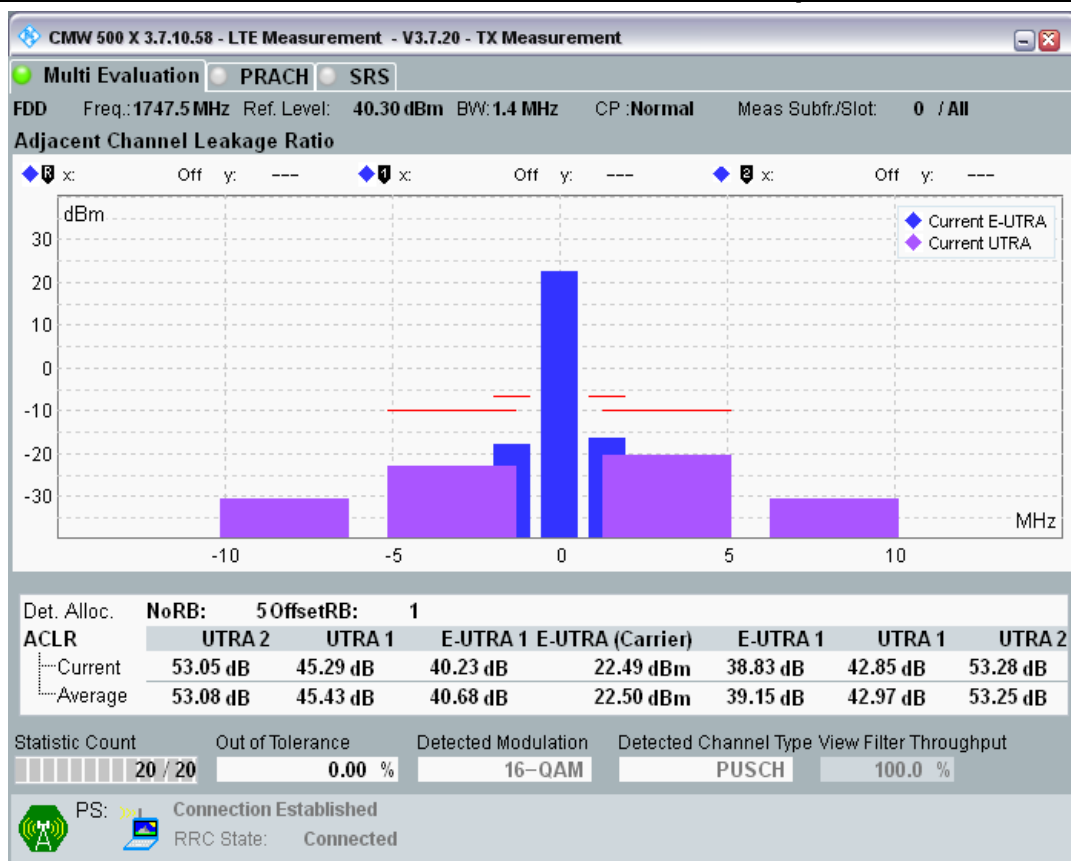 CMW 500 X 3.7.10.58 - LTE Measurement - V3.7.20 - TX Measurement
Multi Evaluation PRACH SRS
FDD Freq.: 1747.5 MHz Ref. Level: 40.30 dBm BW: 1.4 MHz CP :Normal Meas Subfr./Slot: 0 / All
Adjacent Channel Leakage Ratio
R x: Off y: --- 1 x: Off y: --- 2 x: Off y: ---
dBm
Current E-UTRA
Current UTRA
30
20
10
0
-10
-20
-30
MHz
-10 -5 0 5 10
Det. Alloc. NoRB: 5 OffsetRB: 1
ACLR UTRA 2 UTRA 1 E-UTRA 1 E-UTRA (Carrier) E-UTRA 1 UTRA 1 UTRA 2
Current 53.05 dB 45.29 dB 40.23 dB 22.49 dBm 38.83 dB 42.85 dB 53.28 dB
Average 53.08 dB 45.43 dB 40.68 dB 22.50 dBm 39.15 dB 42.97 dB 53.25 dB
Statistic Count Out of Tolerance Detected Modulation Detected Channel Type View Filter Throughput
20 / 20 0.00 % 16-QAM PUSCH 100.0 %
PS: Connection Established
RRC State: Connected